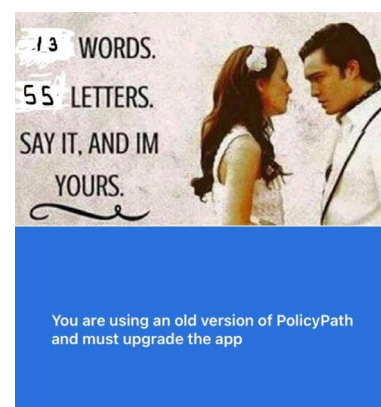 13 WORDS.
55 LETTERS.
SAY IT, AND IM
YOURS.
You are using an old version of PolicyPath
and must upgrade the app